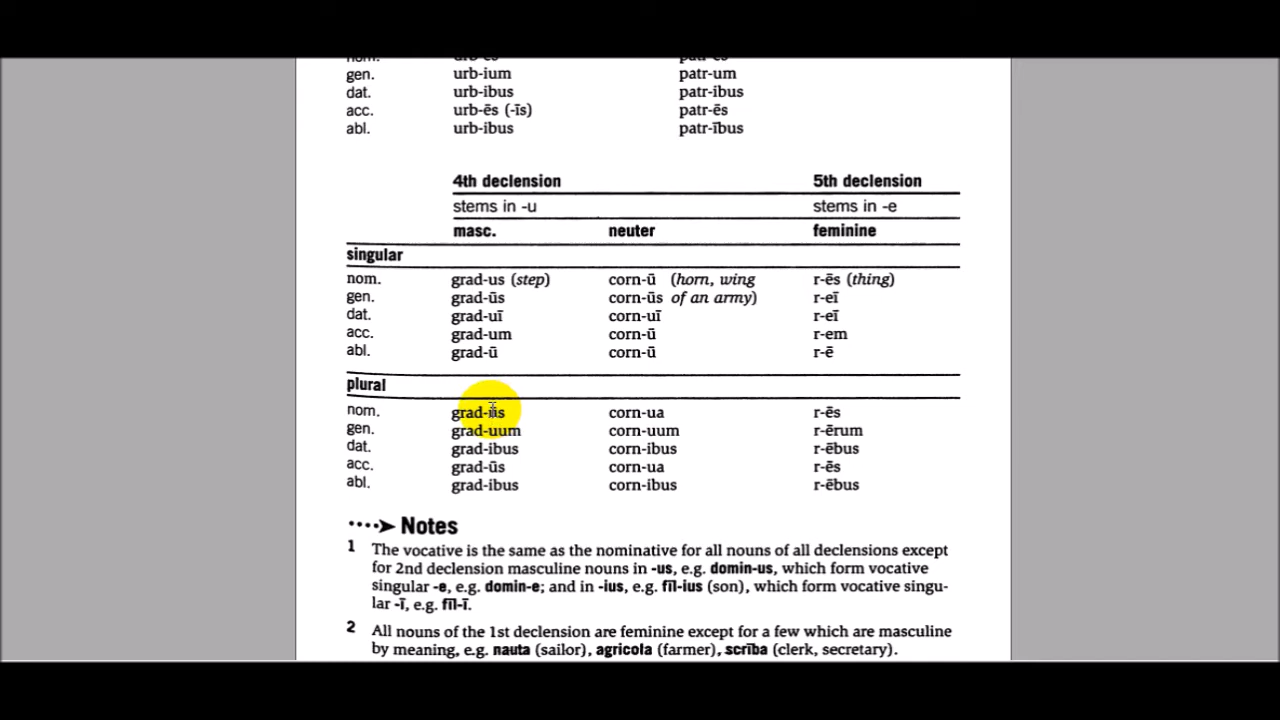 gen. urb-ium patr-um
dat. urb-ibus patr-ibus
acc. urb-ēs (-īs) patr-ēs
abl. urb-ibus patr-ībus
4th declension 5th declension
stems in -u stems in -e
masc. neuter feminine
singular
nom. grad-us (step) corn-ū (horn, wing r-ēs (thing)
gen. grad-ūs corn-ūs of an army) r-eī
dat. grad-uī corn-uī r-eī
acc. grad-um corn-ū r-em
abl. grad-ū corn-ū r-ē
plural
nom. grad-ūs corn-ua r-ēs
gen. grad-uum corn-uum r-ērum
dat. grad-ibus corn-ibus r-ēbus
acc. grad-ūs corn-ua r-ēs
abl. grad-ibus corn-ibus r-ēbus
Notes
1 The vocative is the same as the nominative for all nouns of all declensions except
for 2nd declension masculine nouns in -us, e.g. domin-us, which form vocative
singular -e, e.g. domin-e; and in -ius, e.g. fīl-ius (son), which form vocative singu-
lar -ī, e.g. fīl-ī.
2 All nouns of the 1st declension are feminine except for a few which are masculine
by meaning, e.g. nauta (sailor), agricola (farmer), scrība (clerk, secretary).